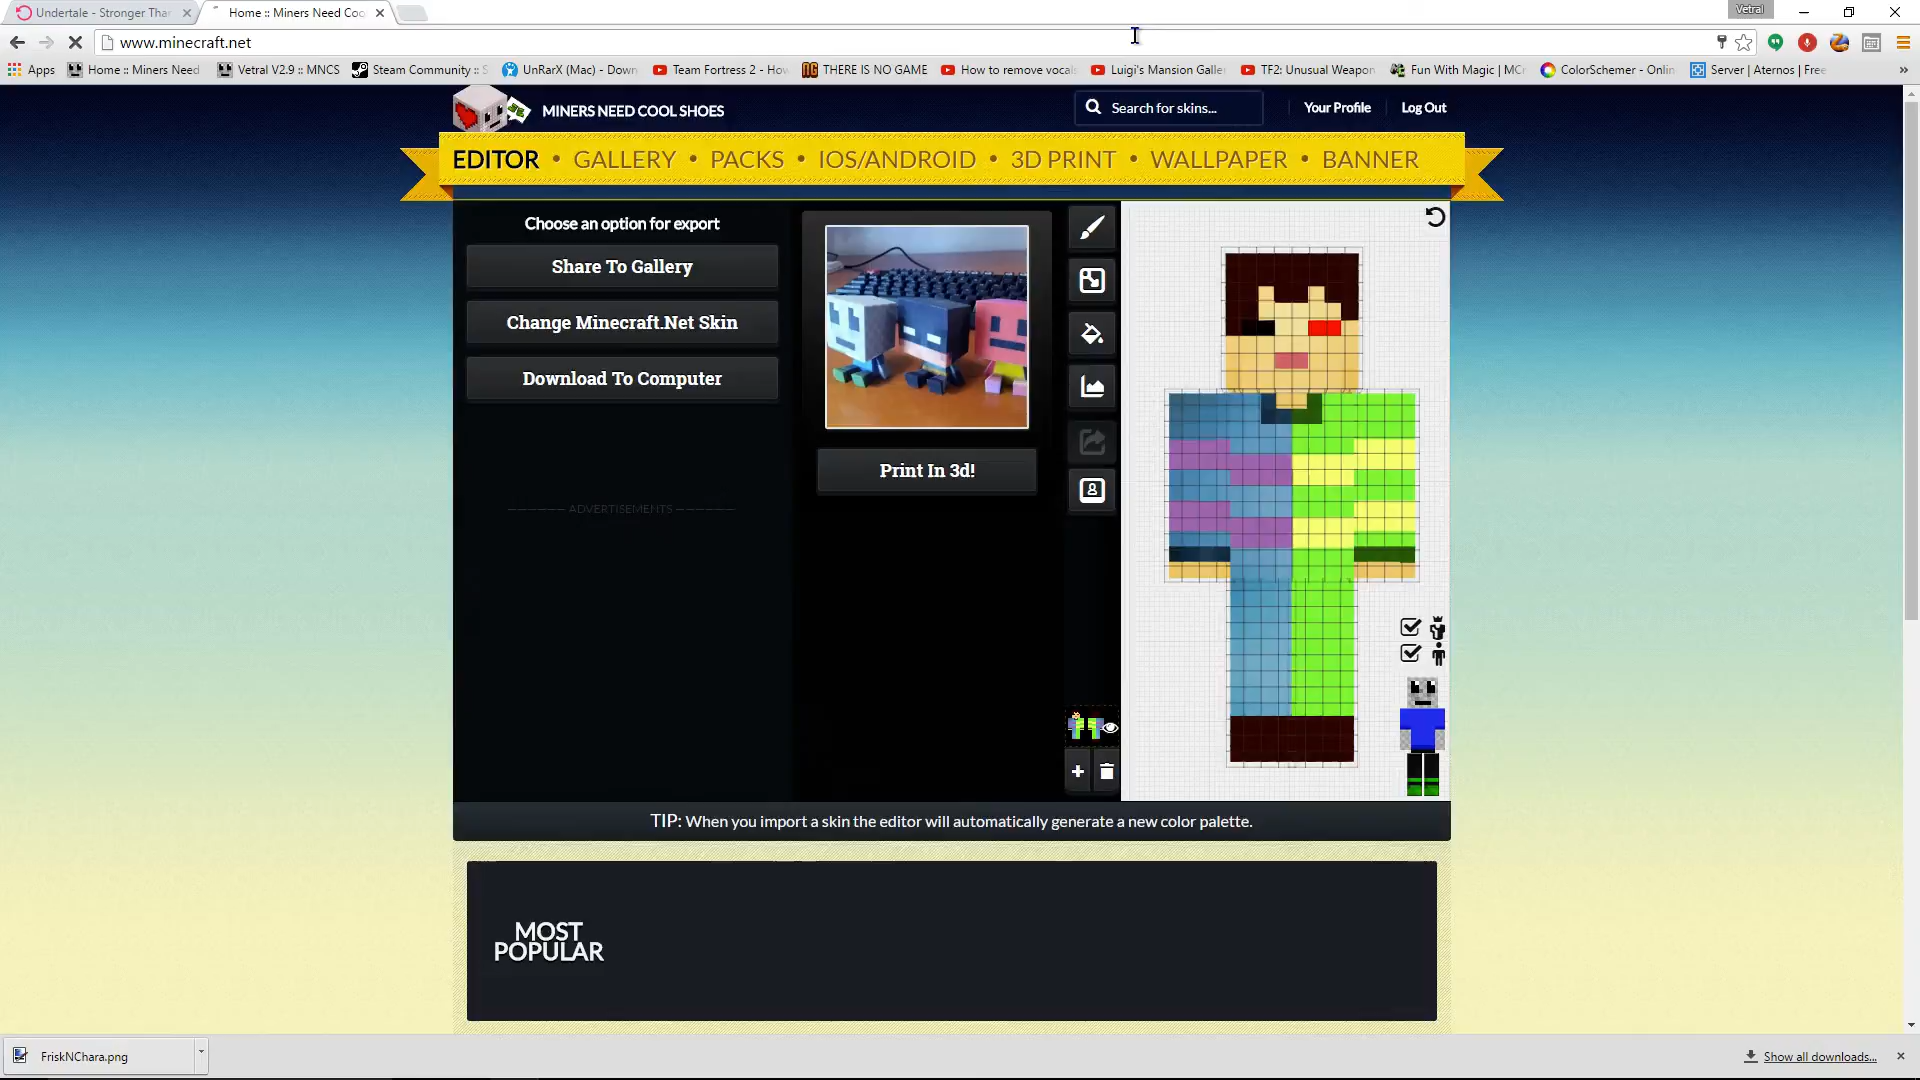 Undertale - Stronger Tha
Home :: Miners Need Coo
Vetral
www.minecraft.net
Apps
Home :: Miners Need
Vetral V2.9 :: MNCS
Steam Community :: S
UnRarX (Mac) - Down
Team Fortress 2 - How
THERE IS NO GAME
How to remove vocals
Luigi's Mansion Galler
TF2: Unusual Weapon
Fun With Magic | MC
ColorSchemer - Onlin
Server | Aternos | Free
MINERS NEED COOL SHOES
Search for skins...
Your Profile
Log Out
EDITOR • GALLERY • PACKS • IOS/ANDROID • 3D PRINT • WALLPAPER • BANNER
Choose an option for export
Share To Gallery
Change Minecraft.Net Skin
Download To Computer
ADVERTISEMENTS
Print In 3d!
TIP: When you import a skin the editor will automatically generate a new color palette.
MOST
POPULAR
FriskNChara.png
Show all downloads...